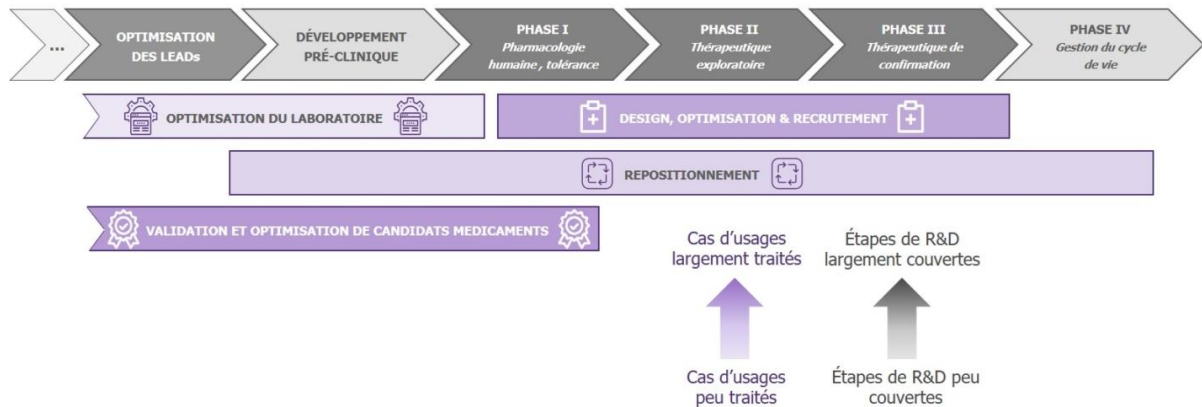 ...
OPTIMISATION
DES LEADs
DÉVELOPPEMENT
PRÉ-CLINIQUE
PHASE I
Pharmacologie
humaine , tolérance
PHASE II
Thérapeutique
exploratoire
PHASE III
Thérapeutique de
confirmation
PHASE IV
Gestion du cycle
de vie
OPTIMISATION DU LABORATOIRE
DESIGN, OPTIMISATION & RECRUTEMENT
REPOSITIONNEMENT
VALIDATION ET OPTIMISATION DE CANDIDATS MEDICAMENTS
Cas d'usages
largement traités
Étapes de R&D
largement couvertes
Cas d'usages
peu traités
Étapes de R&D peu
couvertes